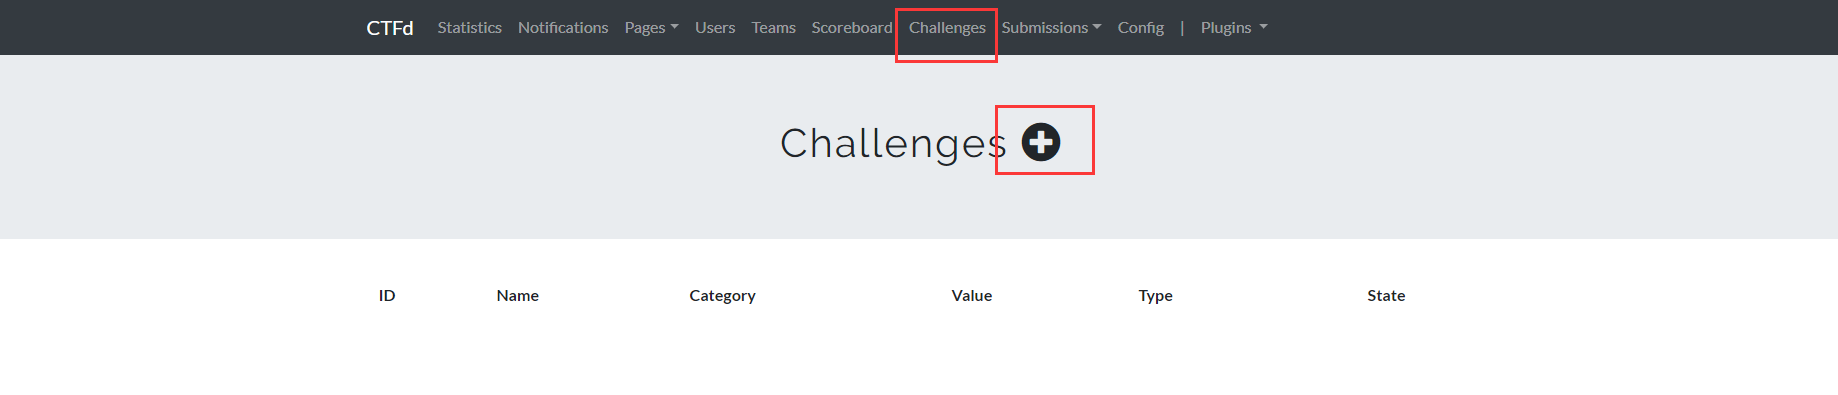 CTFd Statistics Notifications Pages Users Teams Scoreboard Challenges Submissions Config | Plugins
Challenges
ID Name Category Value Type State